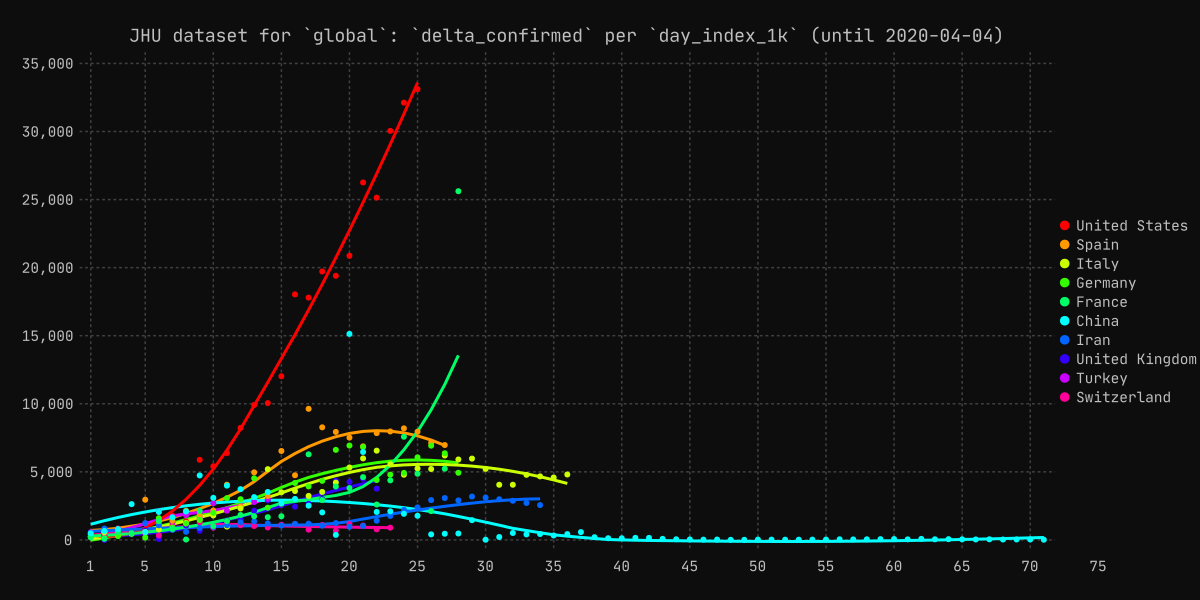 JHU dataset for `global`: `delta_confirmed` per `day_index_1k` (until 2020-04-04)
35,000
30,000
25,000
20,000
15,000
10,000
5,000
0
1 5 10 15 20 25 30 35 40 45 50 55 60 65 70 75
United States
Spain
Italy
Germany
France
China
Iran
United Kingdom
Turkey
Switzerland